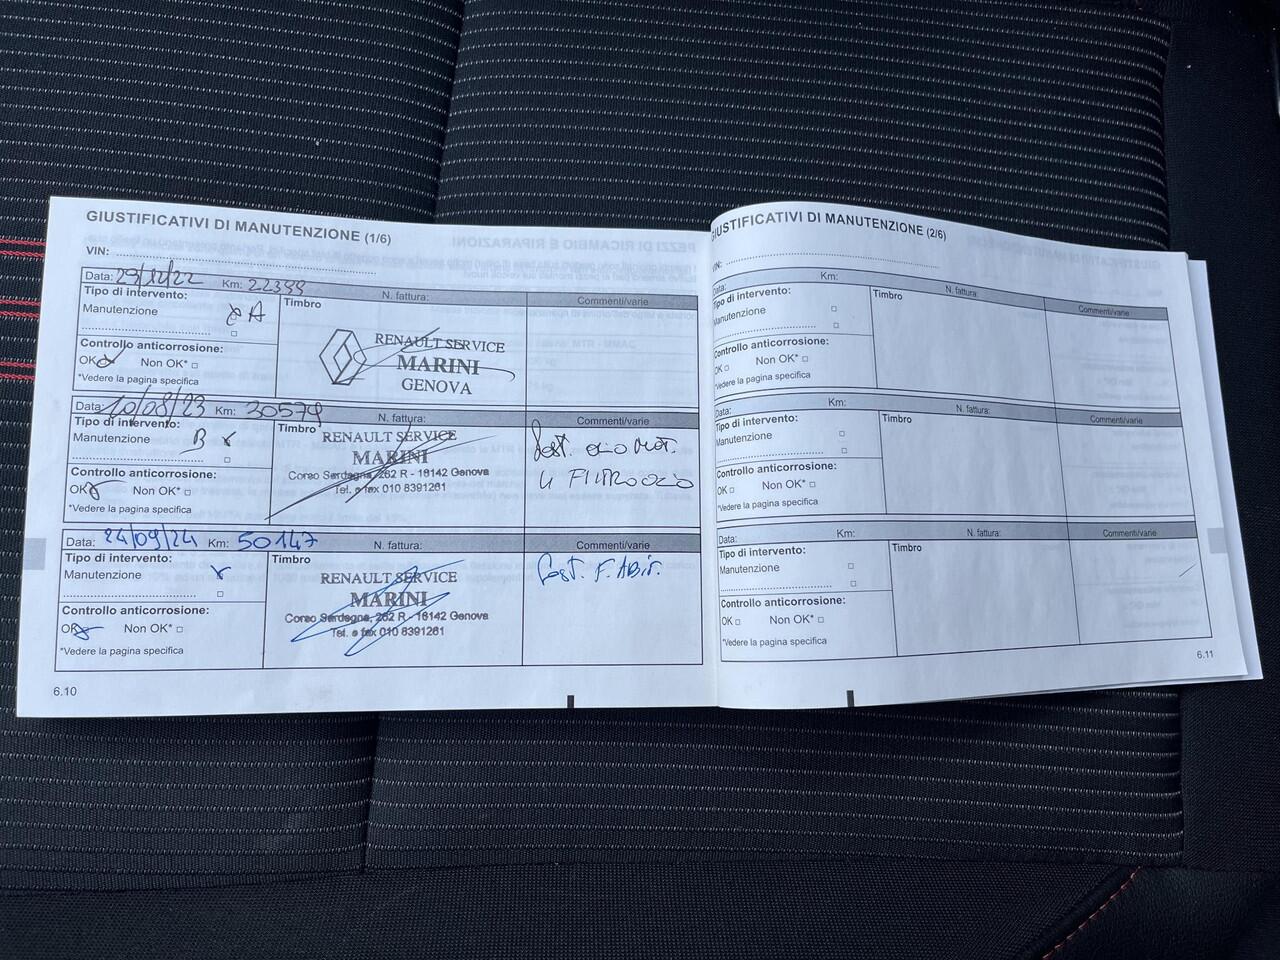 GIUSTIFICATIVI DI MANUTENZIONE (1/6)
VIN:
Data: 29/12/22 Km: 22399 N. fattura: Commenti/varie
Tipo di intervento: Timbro
Manutenzione A
Controllo anticorrosione:
OK Non OK*
*Vedere la pagina specifica
RENAULT SERVICE
MARINI
GENOVA
Data: 10/08/23 Km: 30579 N. fattura: Commenti/varie
Tipo di intervento: Timbro
Manutenzione B
Controllo anticorrosione:
OK Non OK*
*Vedere la pagina specifica
RENAULT SERVICE
MARINI
Corso Sardegna, 262 R - 16142 Genova
Tel. e fax 010 8391261
Sost. OLIO MOT.
FILTRO OLIO
Data: 24/09/24 Km: 50147 N. fattura: Commenti/varie
Tipo di intervento: Timbro
Manutenzione
Controllo anticorrosione:
OK Non OK*
*Vedere la pagina specifica
RENAULT SERVICE
MARINI
Corso Sardegna, 262 R - 16142 Genova
Tel. e fax 010 8391261
Sost. F. ABIT.
6.10
GIUSTIFICATIVI DI MANUTENZIONE (2/6)
VIN:
Data: Km: N. fattura: Commenti/varie
Tipo di intervento: Timbro
Manutenzione
Controllo anticorrosione:
OK Non OK*
*Vedere la pagina specifica
Data: Km: N. fattura: Commenti/varie
Tipo di intervento: Timbro
Manutenzione
Controllo anticorrosione:
OK Non OK*
*Vedere la pagina specifica
Data: Km: N. fattura: Commenti/varie
Tipo di intervento: Timbro
Manutenzione
Controllo anticorrosione:
OK Non OK*
*Vedere la pagina specifica
6.11